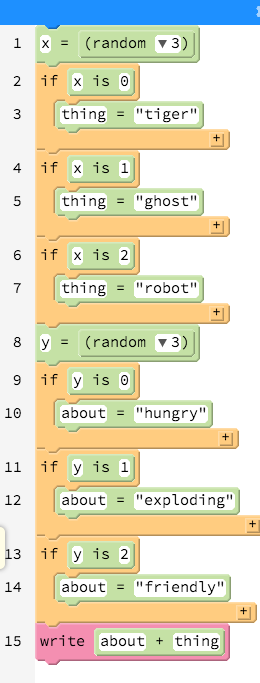 1 x = (random ▼3)
2 if x is 0
3 thing = "tiger"
+
4 if x is 1
5 thing = "ghost"
+
6 if x is 2
7 thing = "robot"
+
8 y = (random ▼3)
9 if y is 0
10 about = "hungry"
+
11 if y is 1
12 about = "exploding"
+
13 if y is 2
14 about = "friendly"
+
15 write about + thing